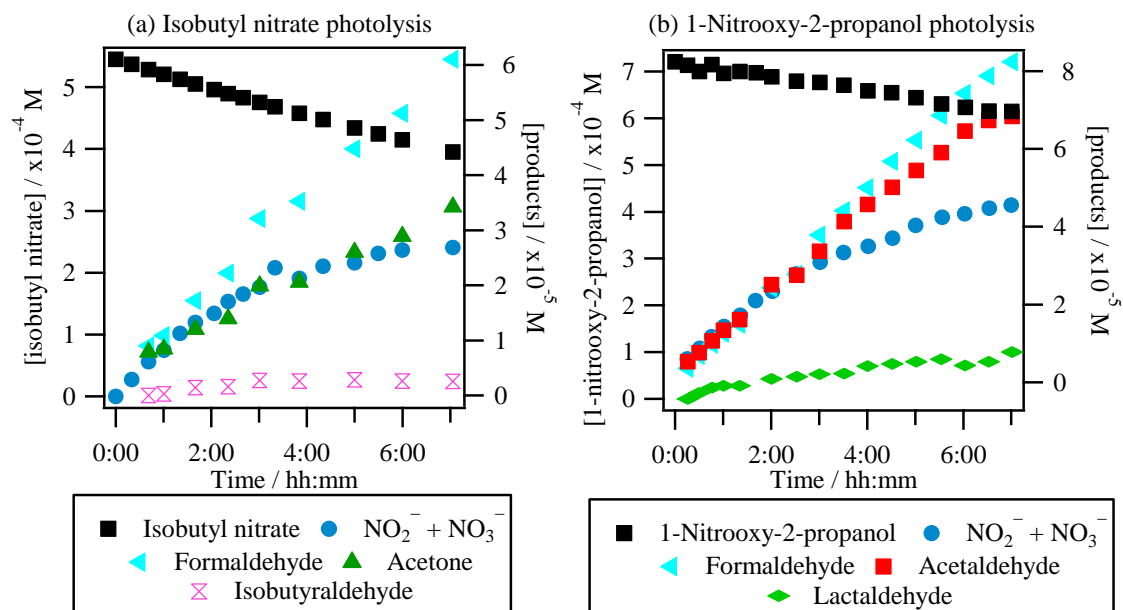 (a) Isobutyl nitrate photolysis
[isobutyl nitrate] / x10⁻⁴ M
5
4
3
2
1
0
6
5
4
3
2
1
0
[products] / x10⁻⁵ M
0:00 2:00 4:00 6:00
Time / hh:mm
Isobutyl nitrate NO₂⁻ + NO₃⁻
Formaldehyde Acetone
Isobutyraldehyde
(b) 1-Nitrooxy-2-propanol photolysis
[1-nitrooxy-2-propanol] / x10⁻⁴ M
7
6
5
4
3
2
1
0
8
6
4
2
0
[products] / x10⁻⁵ M
0:00 2:00 4:00 6:00
Time / hh:mm
1-Nitrooxy-2-propanol NO₂⁻ + NO₃⁻
Formaldehyde Acetaldehyde
Lactaldehyde